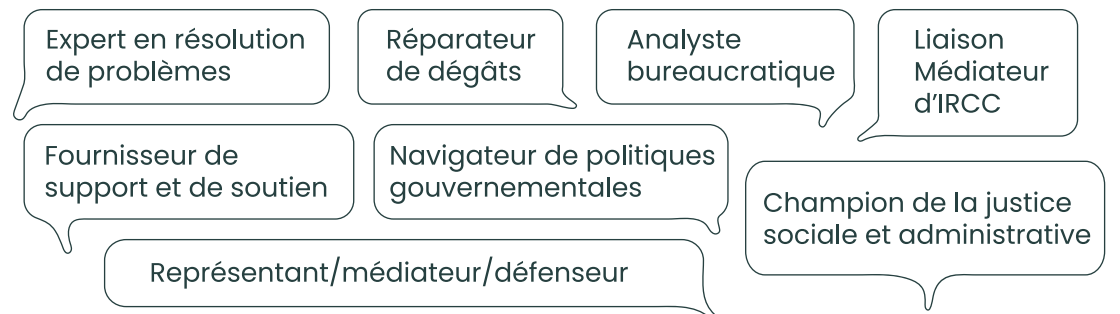 Expert en résolution
de problèmes
Réparateur
de dégâts
Analyste
bureaucratique
Liaison
Médiateur
d'IRCC
Fournisseur de
support et de soutien
Navigateur de politiques
gouvernementales
Champion de la justice
sociale et administrative
Représentant/médiateur/défenseur